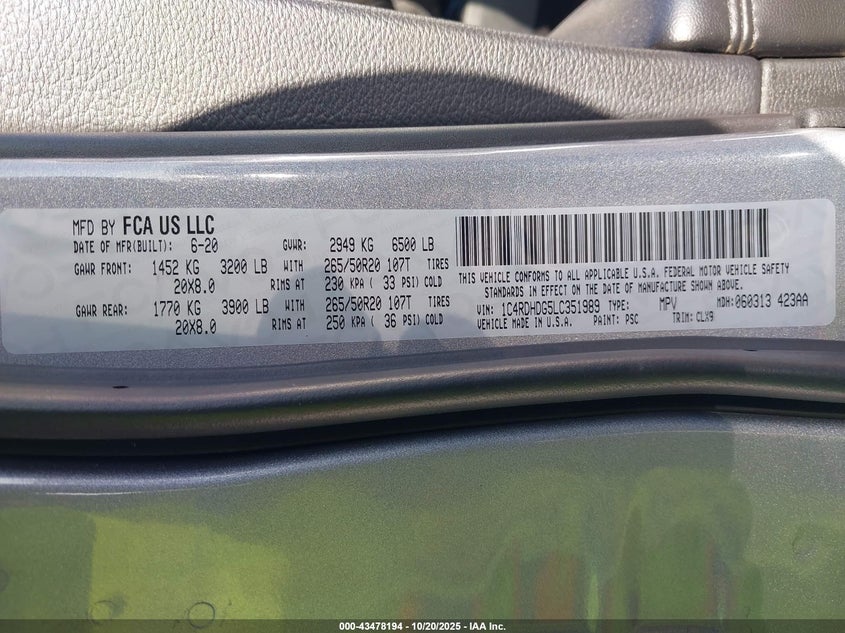 MFD BY FCA US LLC
DATE OF MFR(BUILT): 6-20 GVWR: 2949 KG 6500 LB
GAWR FRONT: 1452 KG 3200 LB WITH 265/50R20 107T TIRES
20X8.0 RIMS AT 230 KPA ( 33 PSI) COLD
GAWR REAR: 1770 KG 3900 LB WITH 265/50R20 107T TIRES
20X8.0 RIMS AT 250 KPA ( 36 PSI) COLD
THIS VEHICLE CONFORMS TO ALL APPLICABLE U.S.A. FEDERAL MOTOR VEHICLE SAFETY
STANDARDS IN EFFECT ON THE DATE OF MANUFACTURE SHOWN ABOVE.
VIN: 1C4RDHDG5LC351989 TYPE: MPV MDH: 060313 423AA
VEHICLE MADE IN U.S.A. PAINT: PSC TRIM: CLX9
000-43478194 - 10/20/2025 - IAA Inc.